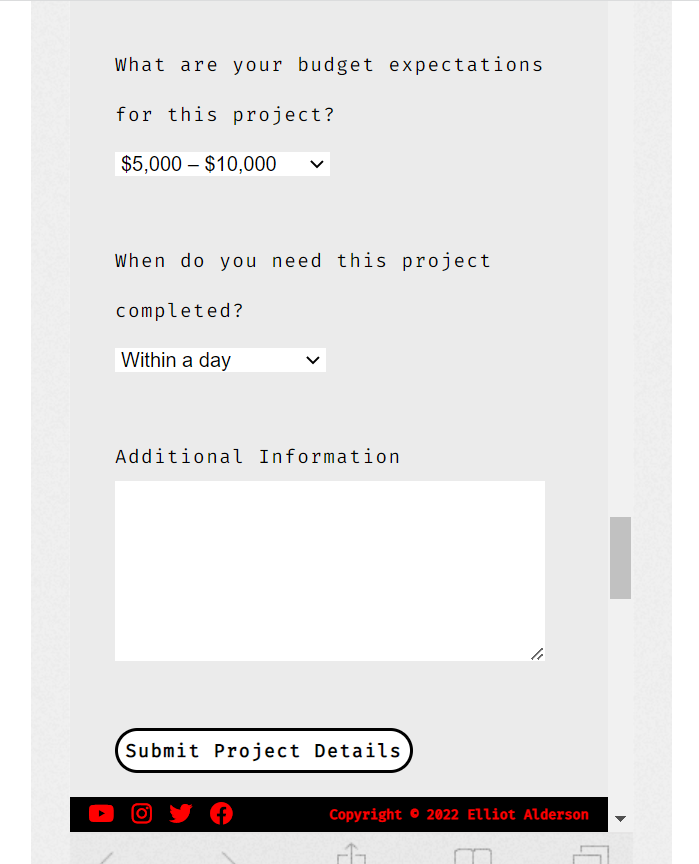 What are your budget expectations
for this project?
$5,000 – $10,000
When do you need this project
completed?
Within a day
Additional Information
Submit Project Details
Copyright © 2022 Elliot Alderson